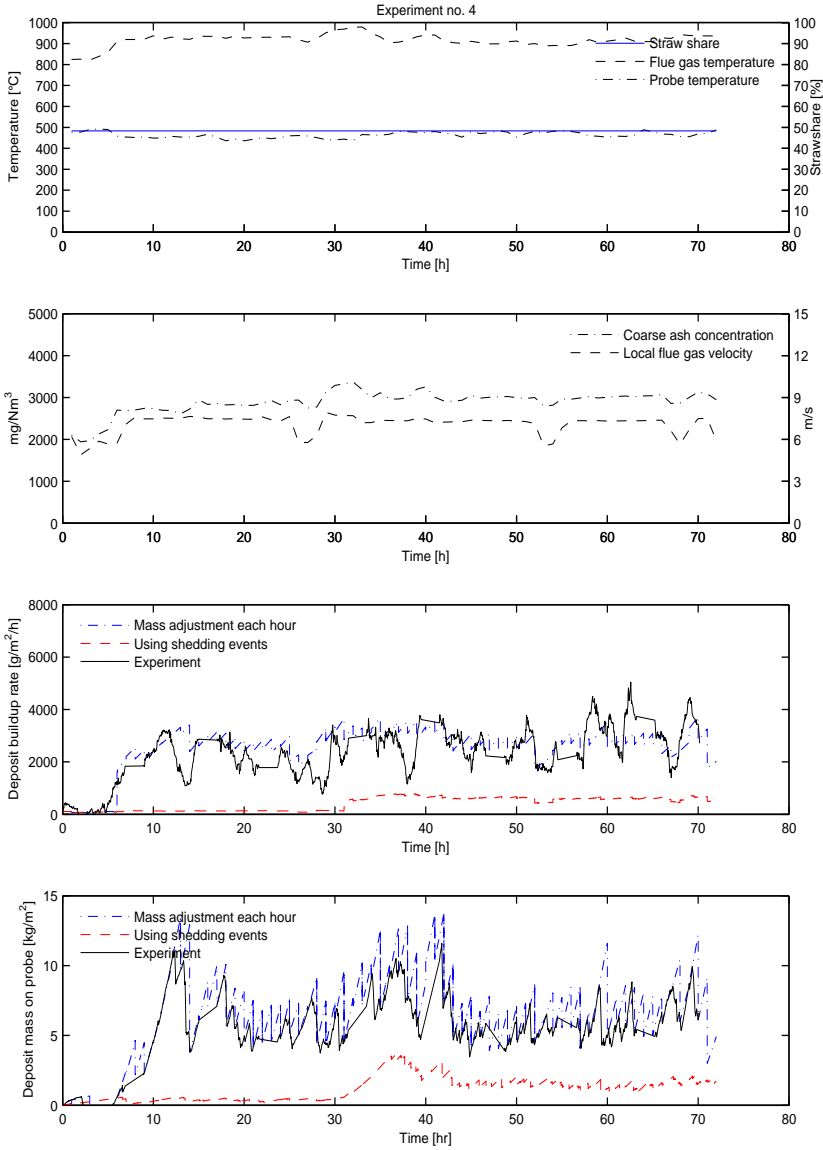 Experiment no. 4
1000
900
800
700
600
500
400
300
200
100
0
Temperature [°C]
100
90
80
70
60
50
40
30
20
10
0
Strawshare [%]
Straw share
Flue gas temperature
Probe temperature
0 10 20 30 40 50 60 70 80
Time [h]
5000
4000
3000
2000
1000
0
mg/Nm³
15
12
9
6
3
0
m/s
Coarse ash concentration
Local flue gas velocity
0 10 20 30 40 50 60 70 80
Time [h]
8000
6000
4000
2000
0
Deposit buildup rate [g/m²/h]
Mass adjustment each hour
Using shedding events
Experiment
0 10 20 30 40 50 60 70 80
Time [h]
15
10
5
0
Deposit mass on probe [kg/m²]
Mass adjustment each hour
Using shedding events
Experiment
0 10 20 30 40 50 60 70 80
Time [hr]